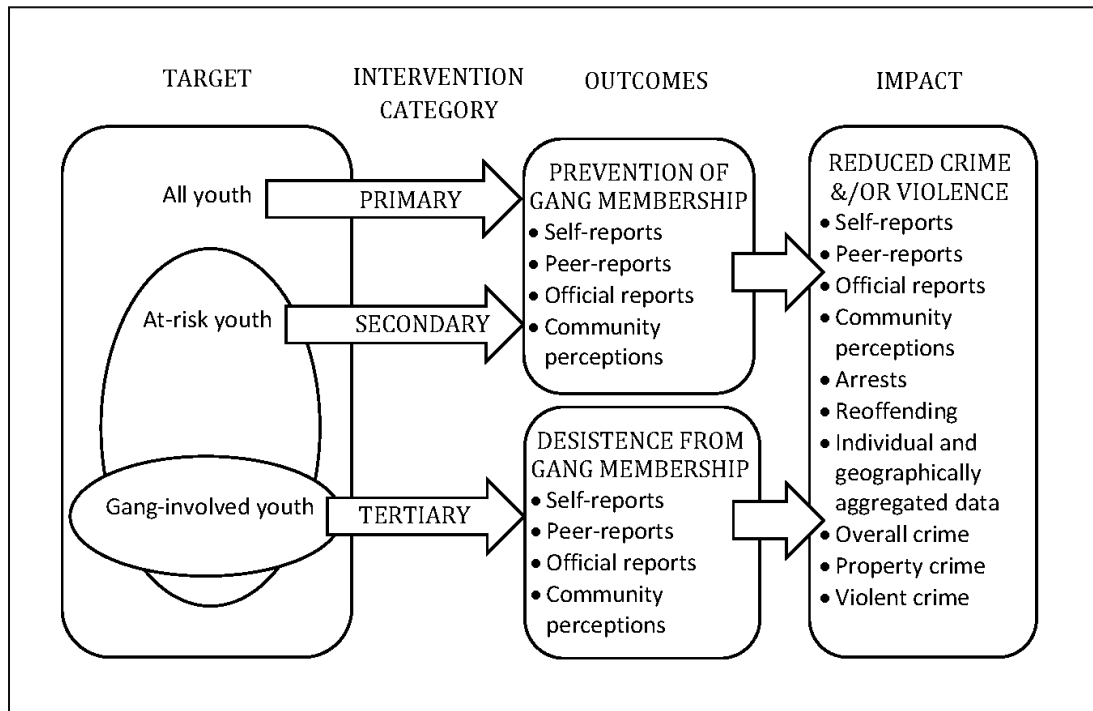 TARGET
INTERVENTION
CATEGORY
OUTCOMES
IMPACT
All youth
At-risk youth
Gang-involved youth
PRIMARY
SECONDARY
TERTIARY
PREVENTION OF
GANG MEMBERSHIP
• Self-reports
• Peer-reports
• Official reports
• Community
perceptions
DESISTENCE FROM
GANG MEMBERSHIP
• Self-reports
• Peer-reports
• Official reports
• Community
perceptions
REDUCED CRIME
&/OR VIOLENCE
• Self-reports
• Peer-reports
• Official reports
• Community
perceptions
• Arrests
• Reoffending
• Individual and
geographically
aggregated data
• Overall crime
• Property crime
• Violent crime